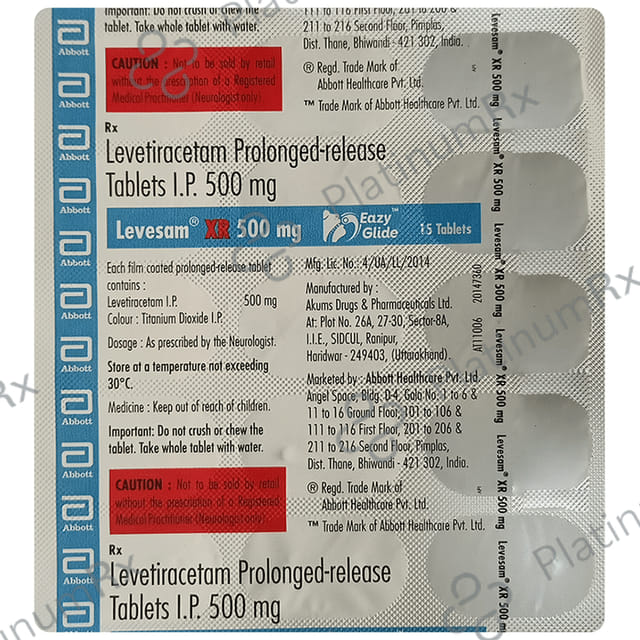 Important: Do not crush or chew the
tablet. Take whole tablet with water.
CAUTION : Not to be sold by retail
without the prescription of a Registered
Medical Practitioner (Neurologist only)
111 to 116 First Floor, 201 to 206 &
211 to 216 Second Floor, Pimplas,
Dist. Thane, Bhiwandi - 421 302, India.
® Regd. Trade Mark of
Abbott Healthcare Pvt. Ltd.
™ Trade Mark of Abbott Healthcare Pvt. Ltd.
Rx
Levetiracetam Prolonged-release
Tablets I.P. 500 mg
Levesam® XR 500 mg
Eazy™
Glide
15 Tablets
Each film coated prolonged-release tablet
contains :
Levetiracetam I.P. 500 mg
Colour : Titanium Dioxide I.P.
Dosage : As prescribed by the Neurologist.
Store at a temperature not exceeding
30°C.
Medicine : Keep out of reach of children.
Important: Do not crush or chew the
tablet. Take whole tablet with water.
CAUTION : Not to be sold by retail
without the prescription of a Registered
Medical Practitioner (Neurologist only)
Mfg. Lic. No.: 4/UA/LL/2014
Manufactured by :
Akums Drugs & Pharmaceuticals Ltd.
At: Plot No. 26A, 27-30, Sector-8A,
I.I.E., SIDCUL, Ranipur,
Haridwar - 249403, (Uttarakhand).
Marketed by : Abbott Healthcare Pvt. Ltd.
Angel Space, Bldg. D-4, Gala No. 1 to 6 &
11 to 16 Ground Floor, 101 to 106 &
111 to 116 First Floor, 201 to 206 &
211 to 216 Second Floor, Pimplas,
Dist. Thane, Bhiwandi - 421 302, India.
® Regd. Trade Mark of
Abbott Healthcare Pvt. Ltd.
™ Trade Mark of Abbott Healthcare Pvt. Ltd.
Rx
Levetiracetam Prolonged-release
Tablets I.P. 500 mg
Abbott
Abbott
Abbott
Abbott
Abbott
Abbott
Abbott
Abbott
Abbott
Abbott
Abbott
Levesam® XR 500 mg
Levesam® XR 500 mg
Levesam® XR 500 mg
Levesam® XR 500 mg
Levesam® XR 500 mg
Levesam® XR 500 mg
PlatinumRx
PlatinumRx
PlatinumRx